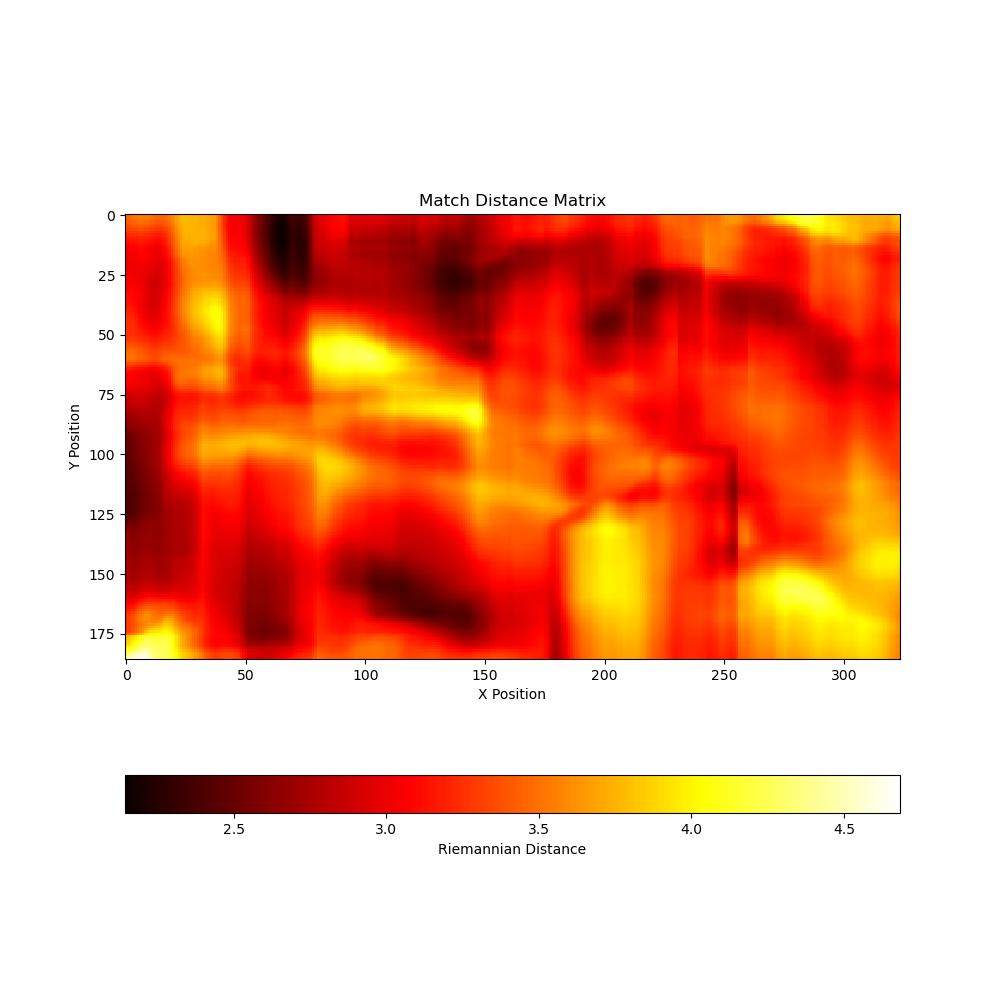 Match Distance Matrix
0
25
50
75
100
125
150
175
Y Position
0 50 100 150 200 250 300
X Position
2.5 3.0 3.5 4.0 4.5
Riemannian Distance